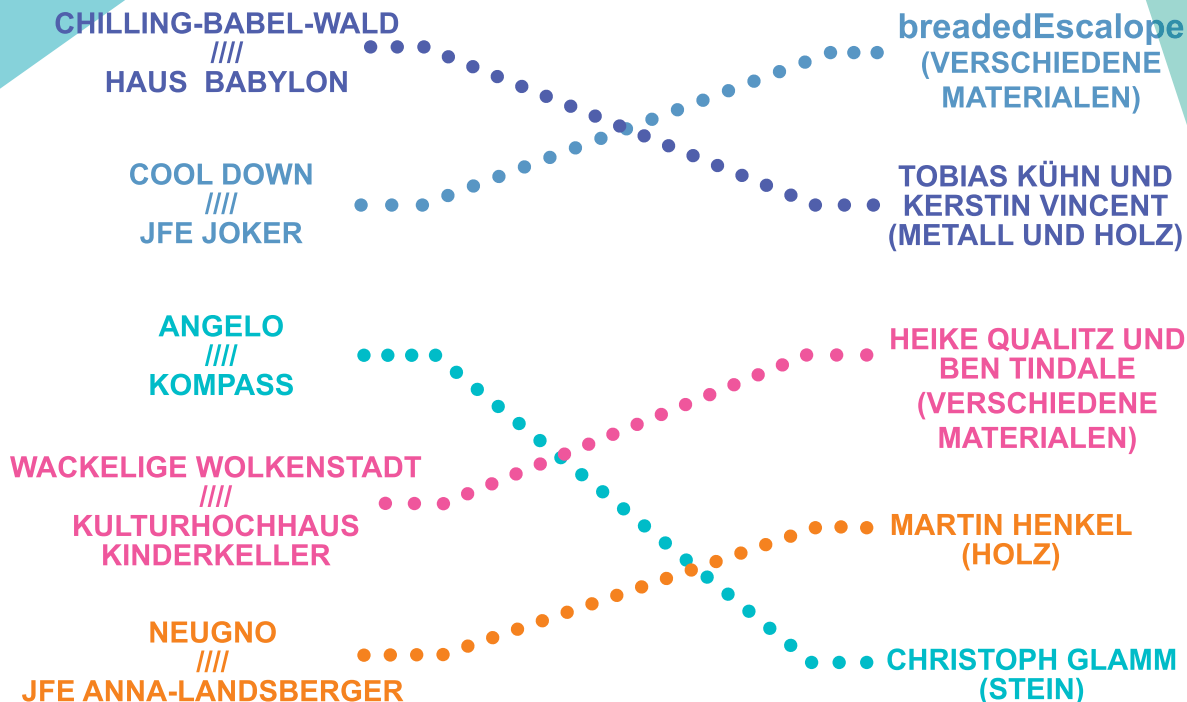 CHILLING-BABEL-WALD
////
HAUS BABYLON
breadedEscalope
(VERSCHIEDENE
MATERIALEN)
COOL DOWN
////
JFE JOKER
TOBIAS KÜHN UND
KERSTIN VINCENT
(METALL UND HOLZ)
ANGELO
////
KOMPASS
HEIKE QUALITZ UND
BEN TINDALE
(VERSCHIEDENE
MATERIALEN)
WACKELIGE WOLKENSTADT
////
KULTURHOCHHAUS
KINDERKELLER
MARTIN HENKEL
(HOLZ)
NEUGNO
////
JFE ANNA-LANDSBERGER
CHRISTOPH GLAMM
(STEIN)